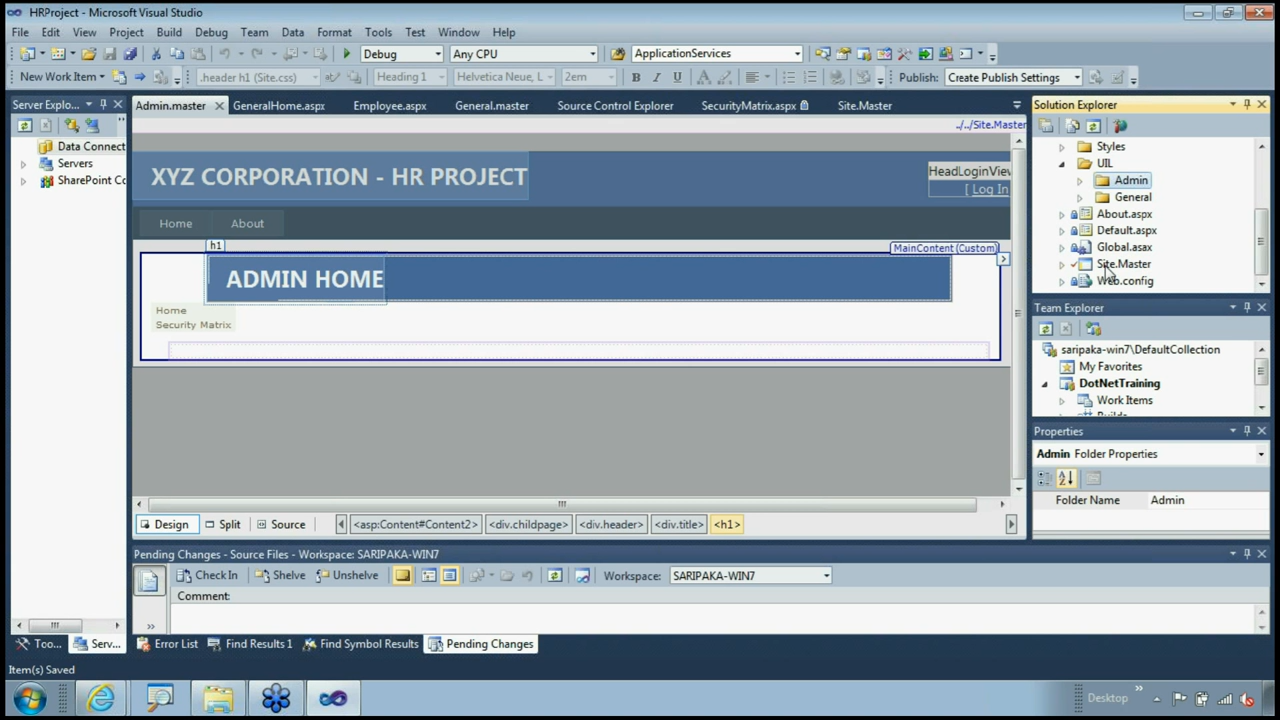 HRProject - Microsoft Visual Studio
File Edit View Project Build Debug Team Data Format Tools Test Window Help
Debug Any CPU ApplicationServices
New Work Item .header h1 (Site.css) Heading 1 Helvetica Neue, L 2em B I U A Publish: Create Publish Settings
Server Explo... Admin.master GeneralHome.aspx Employee.aspx General.master Source Control Explorer SecurityMatrix.aspx Site.Master Solution Explorer
../../Site.Master
Data Connect
Servers
SharePoint Co
XYZ CORPORATION - HR PROJECT
HeadLoginView
[ Log In
Home About
h1
MainContent (Custom)
ADMIN HOME
Home
Security Matrix
Styles
UIL
Admin
General
About.aspx
Default.aspx
Global.asax
Site.Master
Web.config
Team Explorer
saripaka-win7\DefaultCollection
My Favorites
DotNetTraining
Work Items
Builds
Properties
Admin Folder Properties
Folder Name Admin
Design Split Source <asp:Content#Content2> <div.childpage> <div.header> <div.title> <h1>
Pending Changes - Source Files - Workspace: SARIPAKA-WIN7
Check In Shelve Unshelve Workspace: SARIPAKA-WIN7
Comment:
Too... Serv... Error List Find Results 1 Find Symbol Results Pending Changes
Item(s) Saved
Desktop